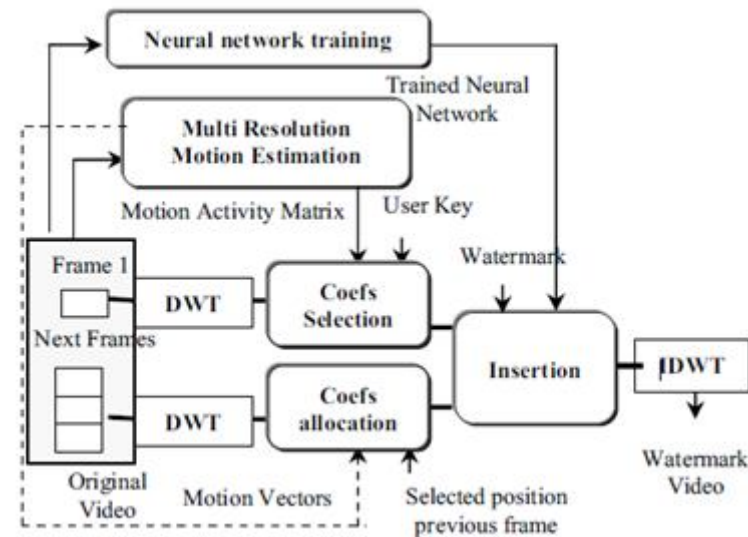 Neural network training
Trained Neural
Network
Multi Resolution
Motion Estimation
Motion Activity Matrix
User Key
Watermark
Frame 1
DWT
Coefs
Selection
Next Frames
Insertion
IDWT
DWT
Coefs
allocation
Original
Video
Motion Vectors
Selected position
previous frame
Watermark
Video